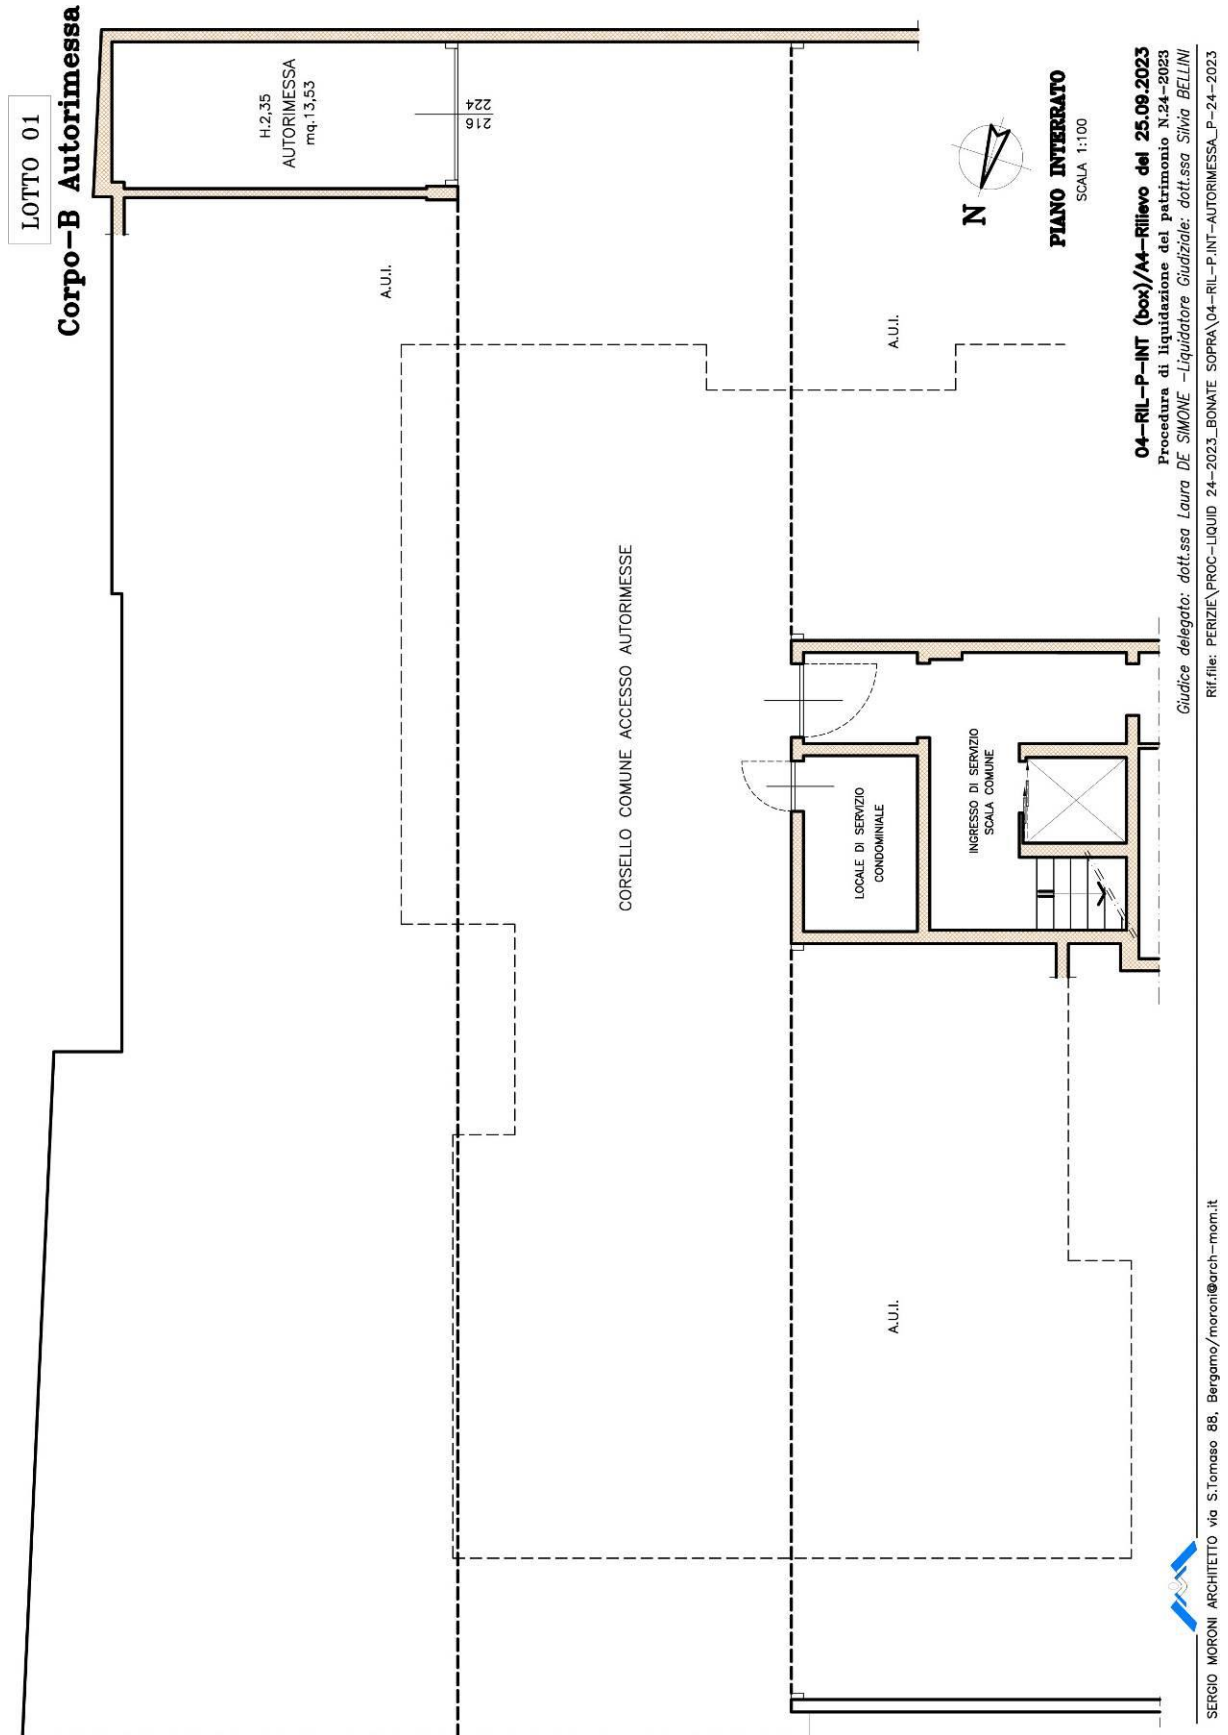 LOTTO 01
Corpo-B Autorimessa
H.2,35
AUTORIMESSA
mq.13,53
224
216
A.U.I.
CORSELLO COMUNE ACCESSO AUTORIMESSE
A.U.I.
LOCALE DI SERVIZIO
CONDOMINIALE
INGRESSO DI SERVIZIO
SCALA COMUNE
A.U.I.
N
PIANO INTERRATO
SCALA 1:100
04-RIL-P-INT (box)/A4-Rilievo del 25.09.2023
Procedura di liquidazione del patrimonio N.24-2023
Giudice delegato: dott.ssa Laura DE SIMONE -Liquidatore Giudiziale: dott.ssa Silvia BELLINI
SERGIO MORONI ARCHITETTO via S.Tomaso 88, Bergamo/moroni@arch-mom.it
Rif.file: PERIZIE\PROC-LIQUID 24-2023_BONATE SOPRA\04-RIL-P.INT-AUTORIMESSA_P-24-2023